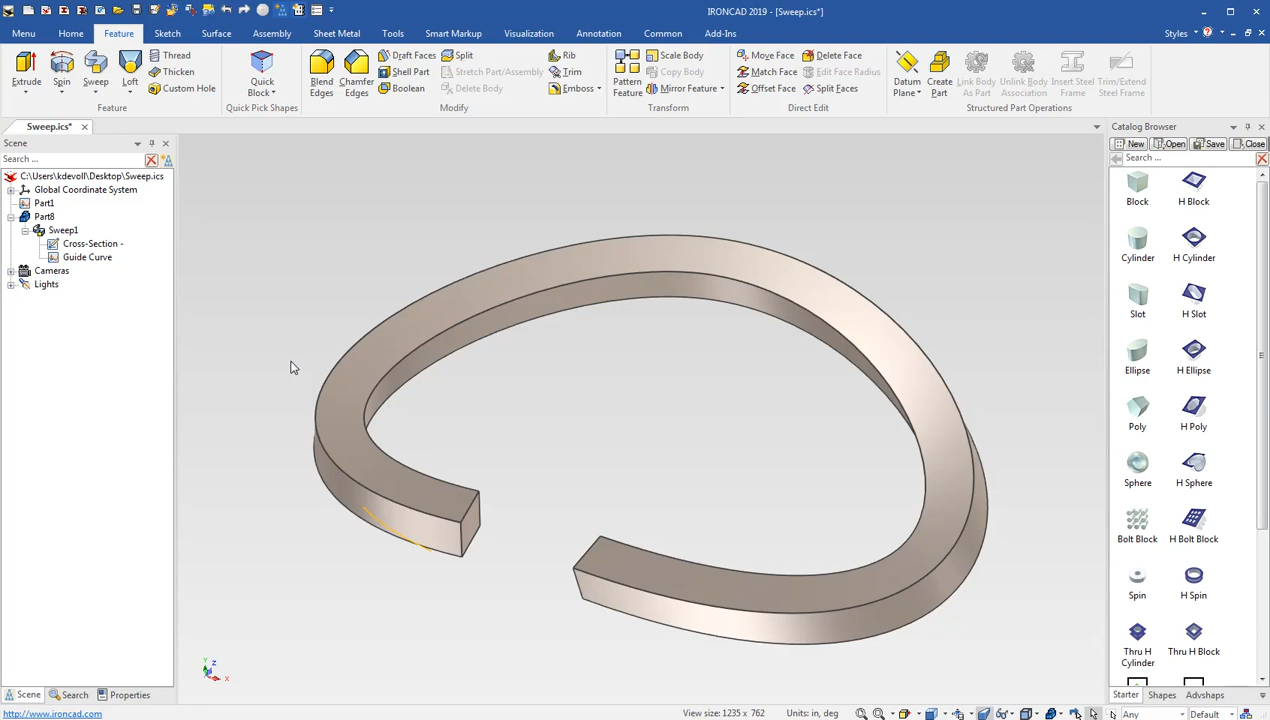 IRONCAD 2019 - [Sweep.ics*]
Menu Home Feature Sketch Surface Assembly Sheet Metal Tools Smart Markup Visualization Annotation Common Add-Ins Styles
Extrude Spin Sweep Loft Thread Thicken Custom Hole
Feature
Quick Block
Quick Pick Shapes
Blend Edges Chamfer Edges Draft Faces Shell Part Boolean Split Stretch Part/Assembly Delete Body Rib Trim Emboss
Modify
Pattern Feature Scale Body Copy Body Mirror Feature
Transform
Move Face Match Face Offset Face Delete Face Edit Face Radius Split Faces
Direct Edit
Datum Plane Create Part Link Body As Part Unlink Body Association Insert Steel Frame Trim/Extend Steel Frame
Structured Part Operations
Sweep.ics*
Scene
Search ...
C:\Users\kdevoll\Desktop\Sweep.ics
Global Coordinate System
Part1
Part8
Sweep1
Cross-Section -
Guide Curve
Cameras
Lights
Y Z X
Catalog Browser
New Open Save Close
Search ...
Block H Block
Cylinder H Cylinder
Slot H Slot
Ellipse H Ellipse
Poly H Poly
Sphere H Sphere
Bolt Block H Bolt Block
Spin H Spin
Thru H Cylinder Thru H Block
Starter Shapes Advshaps
Scene Search Properties
http://www.ironcad.com
View size: 1235 x 762 Units: in, deg Any Default